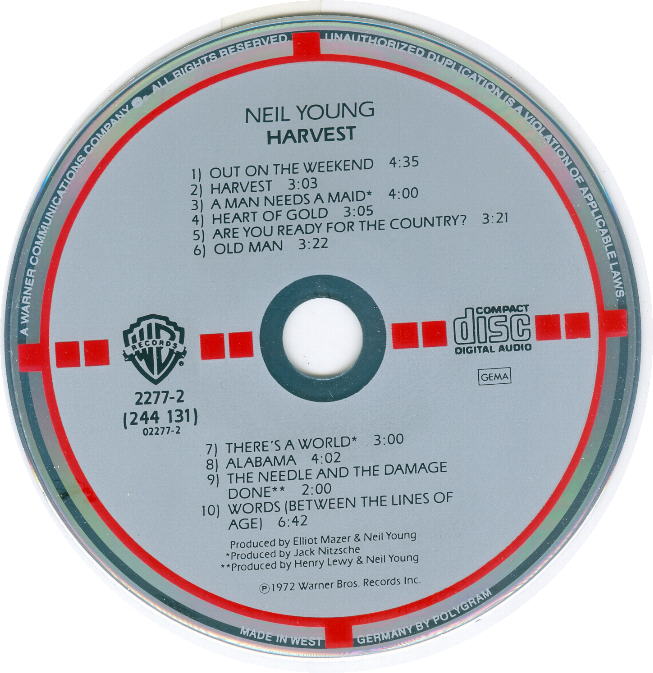 A WARNER COMMUNICATIONS COMPANY ALL RIGHTS RESERVED. UNAUTHORIZED DUPLICATION IS A VIOLATION OF APPLICABLE LAWS.
NEIL YOUNG
HARVEST
1) OUT ON THE WEEKEND 4:35
2) HARVEST 3:03
3) A MAN NEEDS A MAID* 4:00
4) HEART OF GOLD 3:05
5) ARE YOU READY FOR THE COUNTRY? 3:21
6) OLD MAN 3:22
WB
RECORDS
®
COMPACT
disc
DIGITAL AUDIO
GEMA
2277-2
(244 131)
02277-2
7) THERE'S A WORLD* 3:00
8) ALABAMA 4:02
9) THE NEEDLE AND THE DAMAGE
DONE** 2:00
10) WORDS (BETWEEN THE LINES OF
AGE) 6:42
Produced by Elliot Mazer & Neil Young
*Produced by Jack Nitzsche
**Produced by Henry Lewy & Neil Young
℗1972 Warner Bros. Records Inc.
MADE IN WEST GERMANY BY POLYGRAM